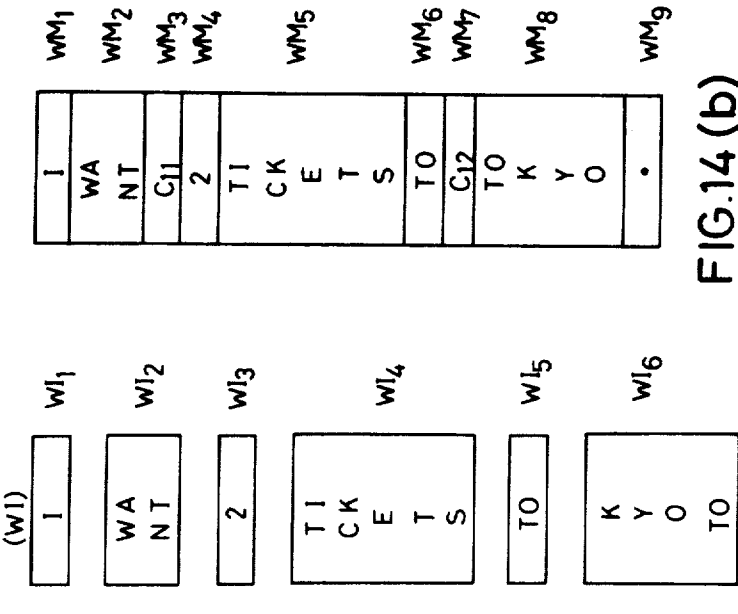 I WM1
WA
NT WM2
C11 WM3
2 WM4
TI
CK
E
T
S WM5
TO WM6
C12 WM7
TO
K
Y
O WM8
. WM9
FIG.14 (b)
(WI)
I WI1
WA
NT WI2
2 WI3
TI
CK
E
T
S WI4
TO WI5
K
Y
O
TO WI6